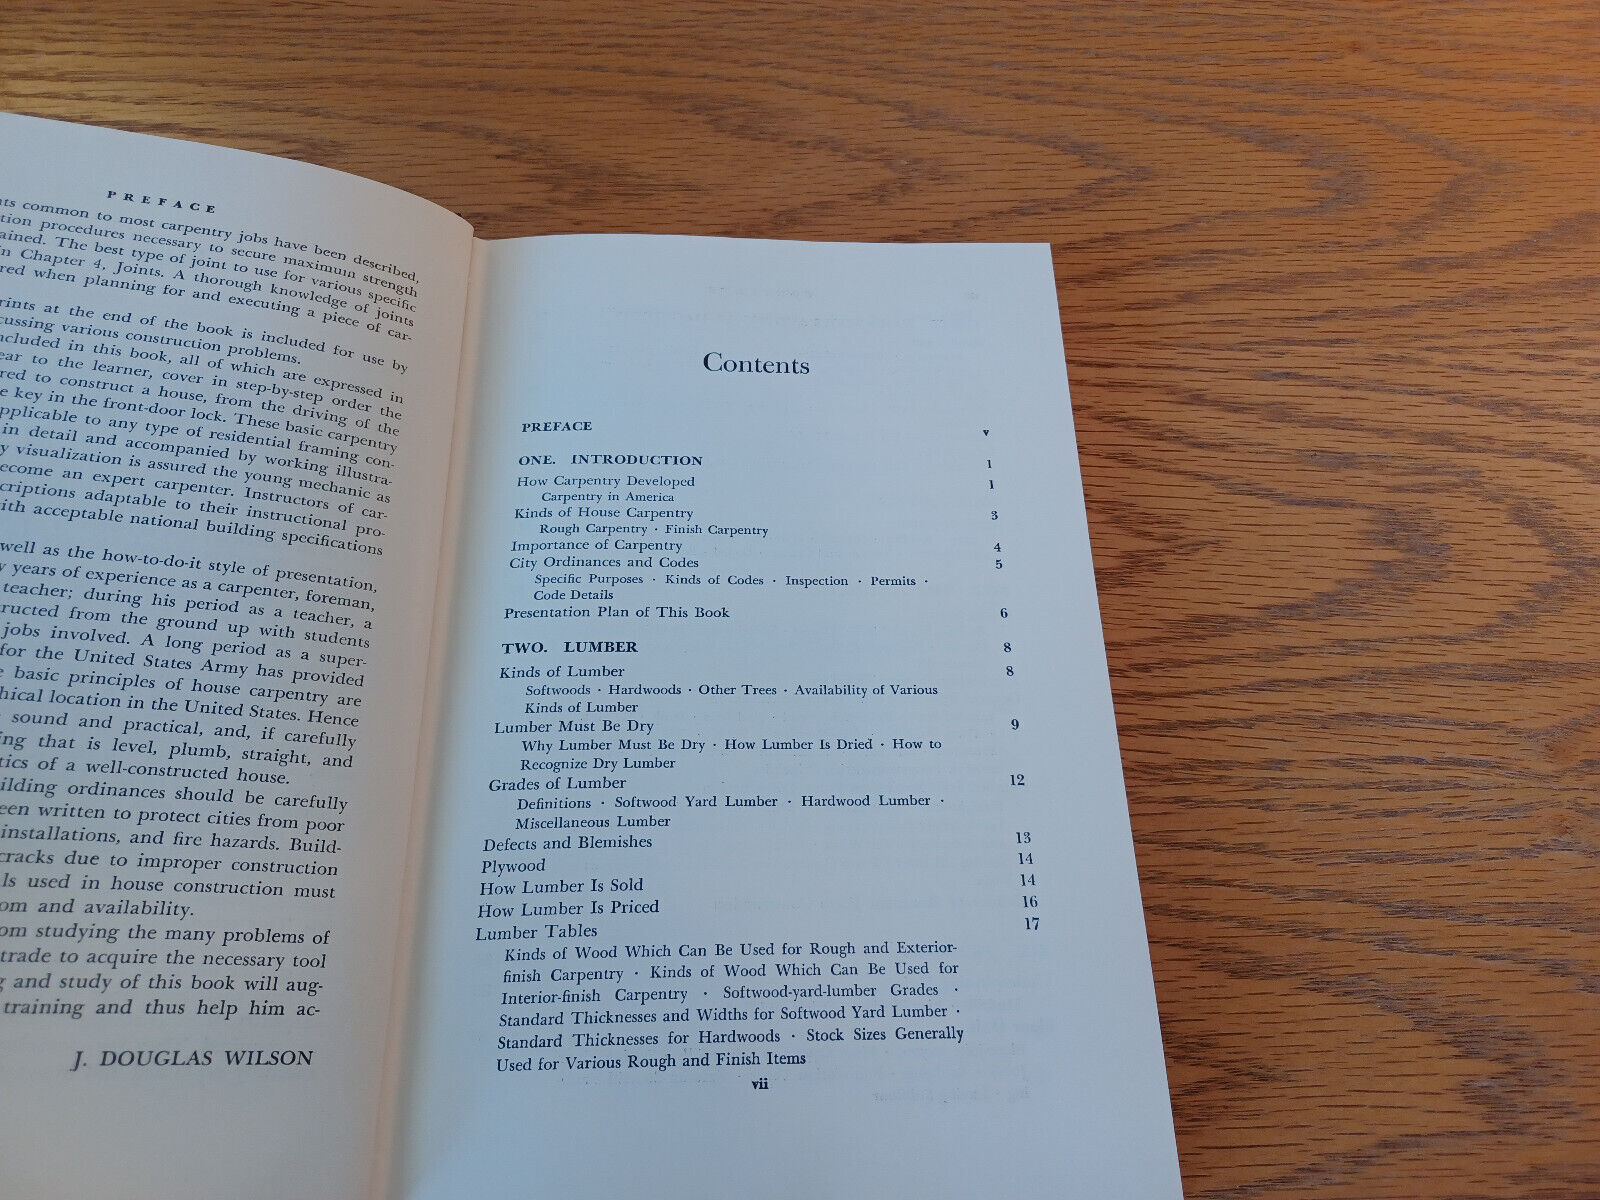 PREFACE
ts common to most carpentry jobs have been described,
tion procedures necessary to secure maximum strength
ained. The best type of joint to use for various specific
n Chapter 4, Joints. A thorough knowledge of joints
red when planning for and executing a piece of car-
rints at the end of the book is included for use by
cussing various construction problems.
ncluded in this book, all of which are expressed in
ear to the learner, cover in step-by-step order the
red to construct a house, from the driving of the
e key in the front-door lock. These basic carpentry
pplicable to any type of residential framing con-
in detail and accompanied by working illustra-
y visualization is assured the young mechanic as
ecome an expert carpenter. Instructors of car-
criptions adaptable to their instructional pro-
ith acceptable national building specifications
well as the how-to-do-it style of presentation,
y years of experience as a carpenter, foreman,
teacher; during his period as a teacher, a
ructed from the ground up with students
jobs involved. A long period as a super-
for the United States Army has provided
e basic principles of house carpentry are
hical location in the United States. Hence
sound and practical, and, if carefully
ing that is level, plumb, straight, and
tics of a well-constructed house.
ilding ordinances should be carefully
een written to protect cities from poor
installations, and fire hazards. Build-
cracks due to improper construction
ls used in house construction must
om and availability.
om studying the many problems of
trade to acquire the necessary tool
g and study of this book will aug-
training and thus help him ac-
J. DOUGLAS WILSON
Contents
PREFACE v
ONE. INTRODUCTION 1
How Carpentry Developed 1
Carpentry in America
Kinds of House Carpentry 3
Rough Carpentry · Finish Carpentry
Importance of Carpentry 4
City Ordinances and Codes 5
Specific Purposes · Kinds of Codes · Inspection · Permits ·
Code Details
Presentation Plan of This Book 6
TWO. LUMBER 8
Kinds of Lumber 8
Softwoods · Hardwoods · Other Trees · Availability of Various
Kinds of Lumber
Lumber Must Be Dry 9
Why Lumber Must Be Dry · How Lumber Is Dried · How to
Recognize Dry Lumber
Grades of Lumber 12
Definitions · Softwood Yard Lumber · Hardwood Lumber ·
Miscellaneous Lumber
Defects and Blemishes 13
Plywood 14
How Lumber Is Sold 14
How Lumber Is Priced 16
Lumber Tables 17
Kinds of Wood Which Can Be Used for Rough and Exterior-
finish Carpentry · Kinds of Wood Which Can Be Used for
Interior-finish Carpentry · Softwood-yard-lumber Grades ·
Standard Thicknesses and Widths for Softwood Yard Lumber ·
Standard Thicknesses for Hardwoods · Stock Sizes Generally
Used for Various Rough and Finish Items
vii